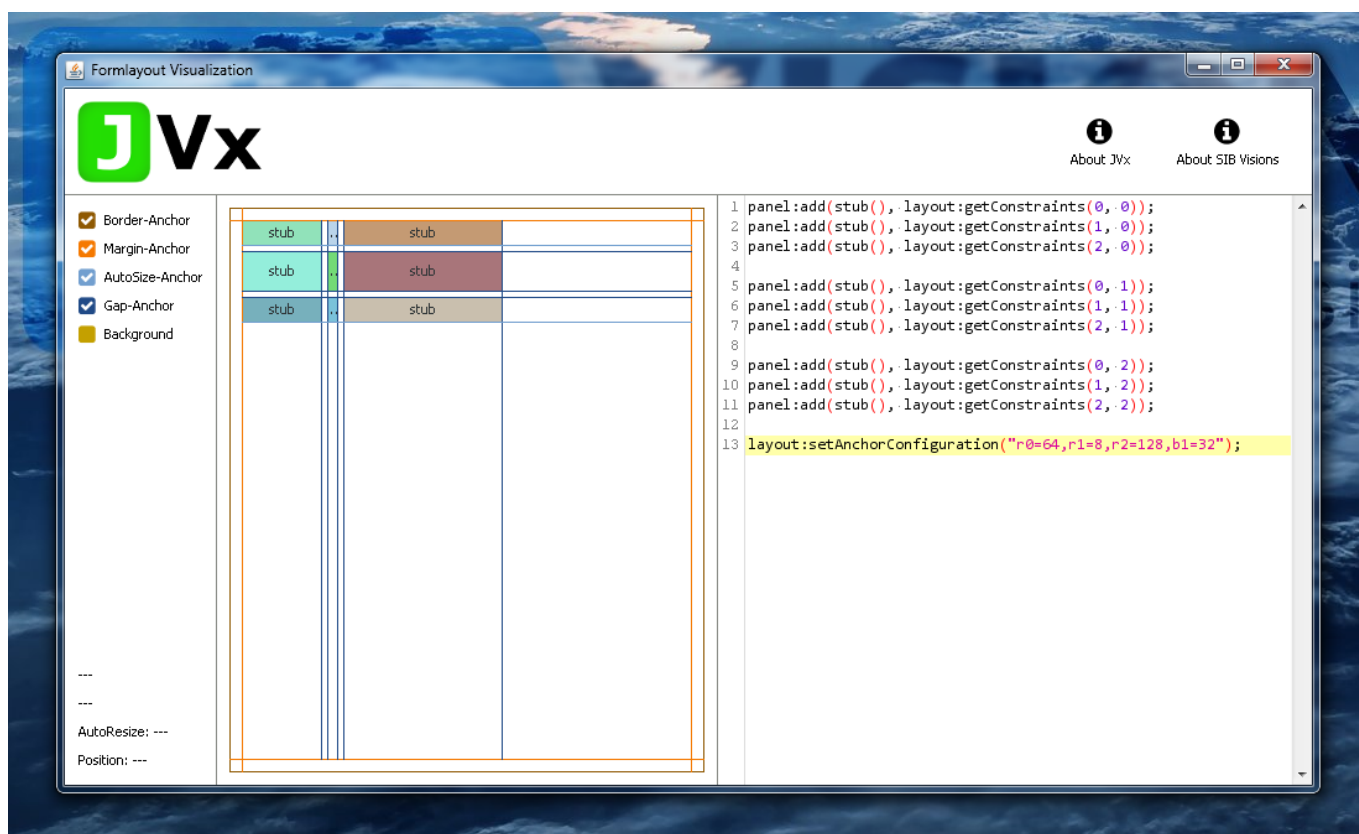 Formlayout Visualization
JVx
About JVx
About SIB Visions
Border-Anchor
Margin-Anchor
AutoSize-Anchor
Gap-Anchor
Background
stub .. stub
stub .. stub
stub .. stub
---
---
AutoResize: ---
Position: ---
1 panel:add(stub(), layout:getConstraints(0, 0));
2 panel:add(stub(), layout:getConstraints(1, 0));
3 panel:add(stub(), layout:getConstraints(2, 0));
4
5 panel:add(stub(), layout:getConstraints(0, 1));
6 panel:add(stub(), layout:getConstraints(1, 1));
7 panel:add(stub(), layout:getConstraints(2, 1));
8
9 panel:add(stub(), layout:getConstraints(0, 2));
10 panel:add(stub(), layout:getConstraints(1, 2));
11 panel:add(stub(), layout:getConstraints(2, 2));
12
13 layout:setAnchorConfiguration("r0=64,r1=8,r2=128,b1=32");